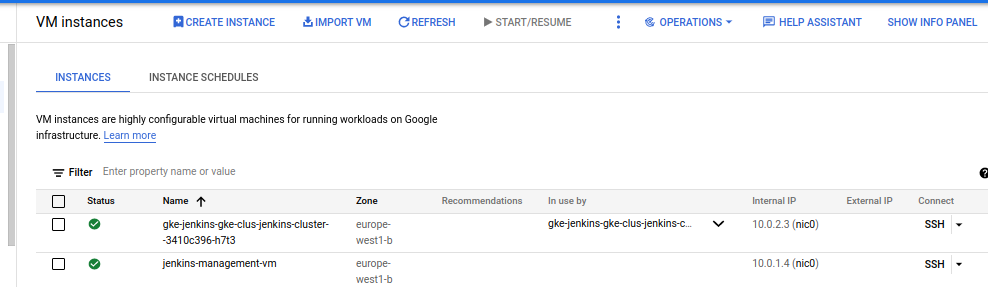 VM instances CREATE INSTANCE IMPORT VM REFRESH START/RESUME OPERATIONS HELP ASSISTANT SHOW INFO PANEL
INSTANCES INSTANCE SCHEDULES
VM instances are highly configurable virtual machines for running workloads on Google
infrastructure. Learn more
Filter Enter property name or value ?
Status Name Zone Recommendations In use by Internal IP External IP Connect
gke-jenkins-gke-clus-jenkins-cluster- europe- gke-jenkins-gke-clus-jenkins-c... 10.0.2.3 (nic0) SSH
-3410c396-h7t3 west1-b
jenkins-management-vm europe- 10.0.1.4 (nic0) SSH
west1-b